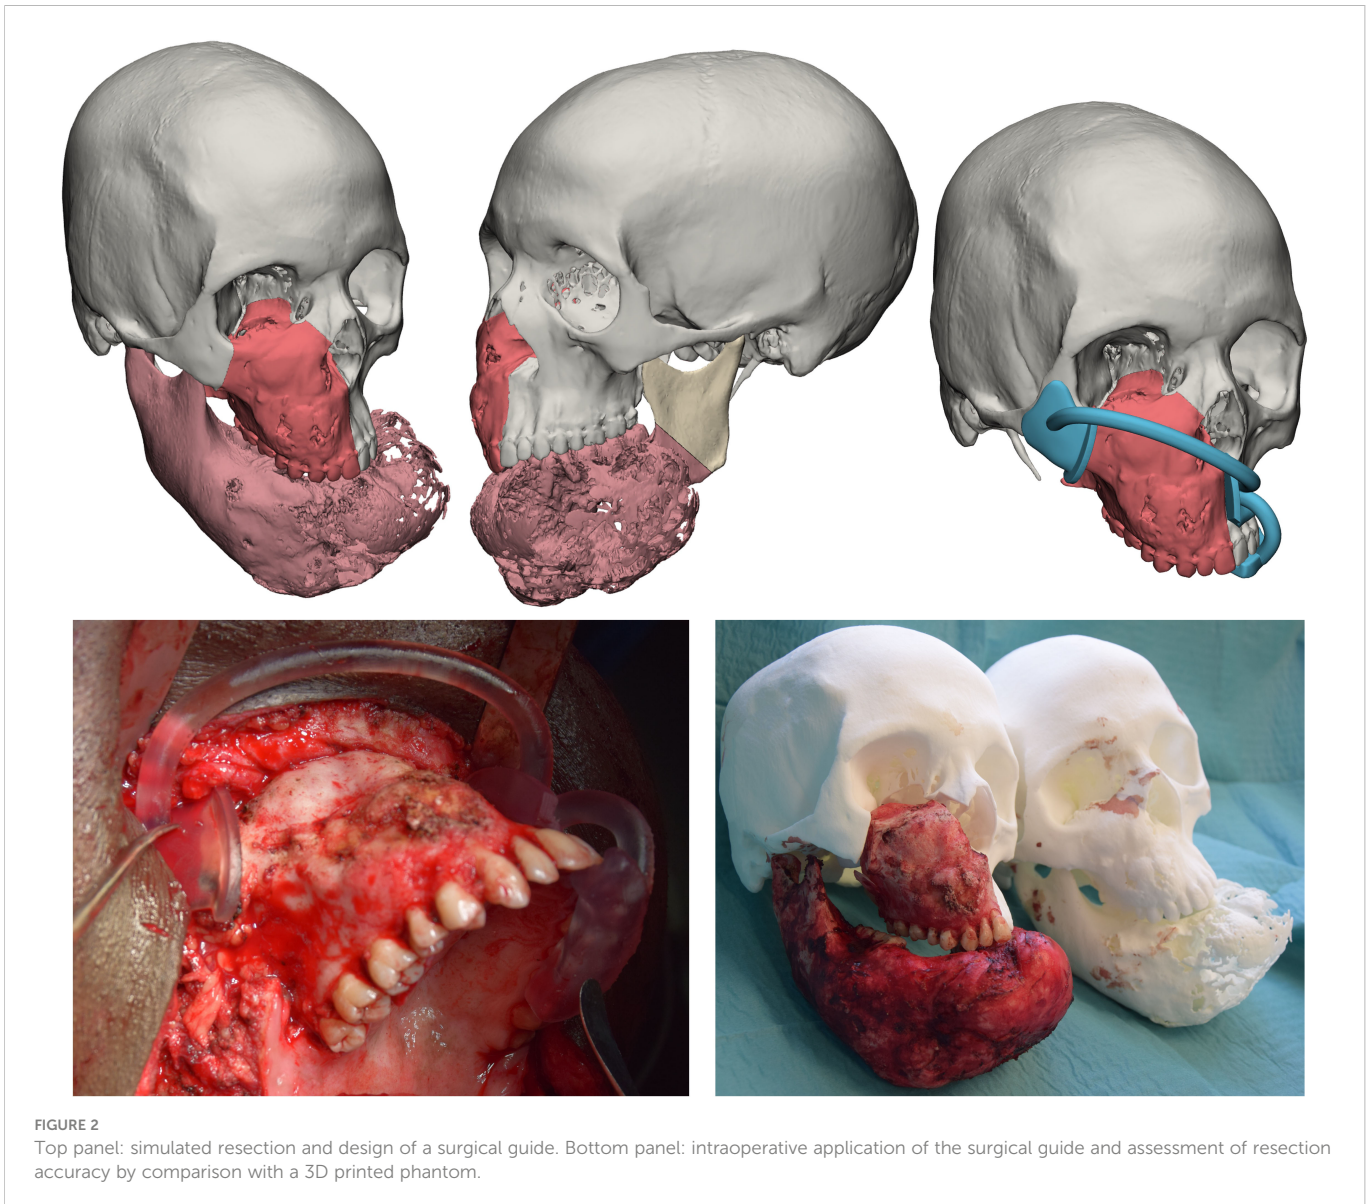 FIGURE 2
Top panel: simulated resection and design of a surgical guide. Bottom panel: intraoperative application of the surgical guide and assessment of resection
accuracy by comparison with a 3D printed phantom.